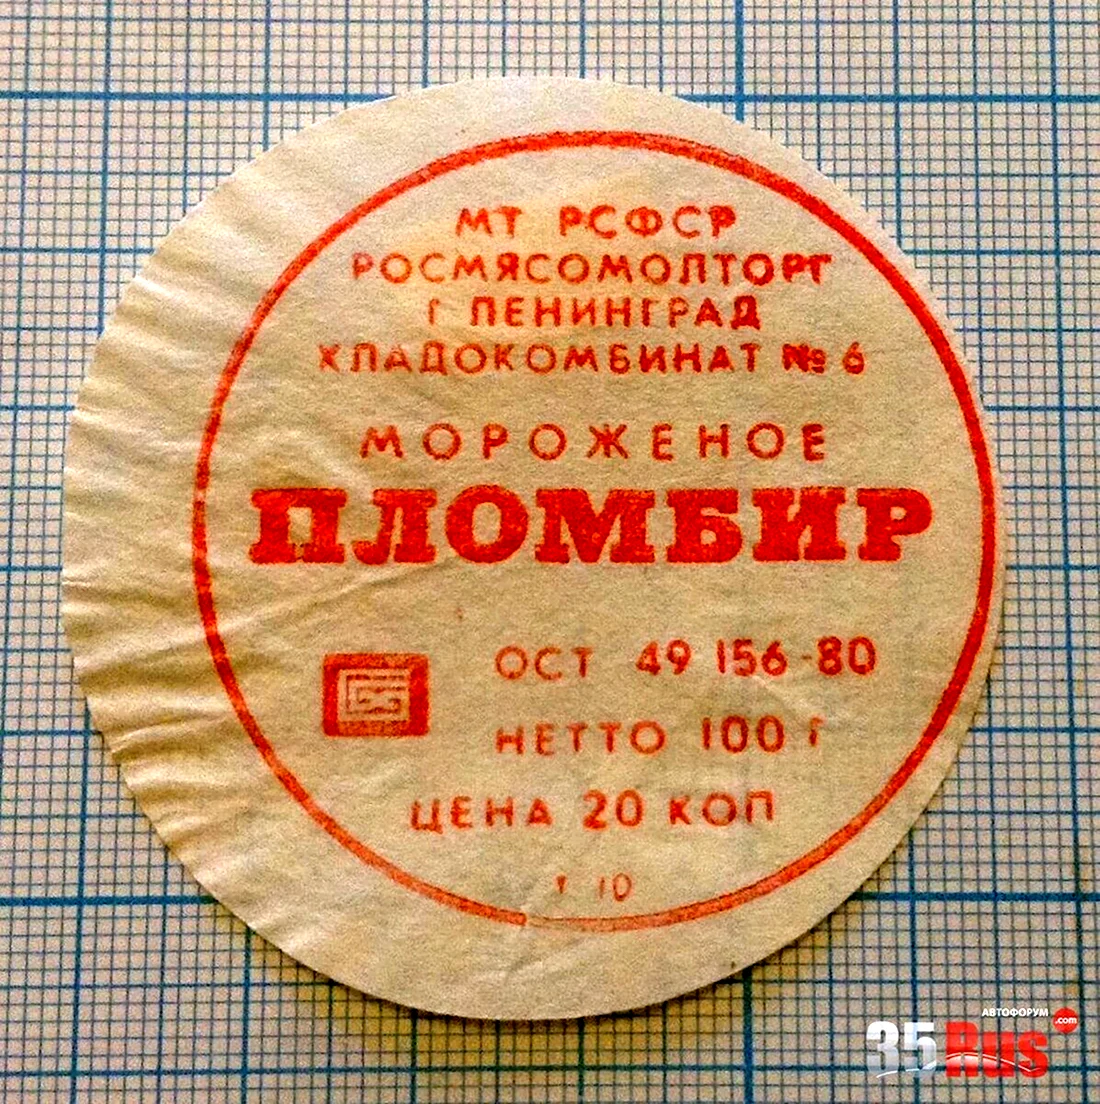 МТ РСФСР
РОСМЯСОМОЛТОРГ
Г ЛЕНИНГРАД
ХЛАДОКОМБИНАТ № 6
МОРОЖЕНОЕ
ПЛОМБИР
ОСТ 49 156-80
НЕТТО 100 Г
ЦЕНА 20 КОП
т 10
АВТОФОРУМ .com
35Rus